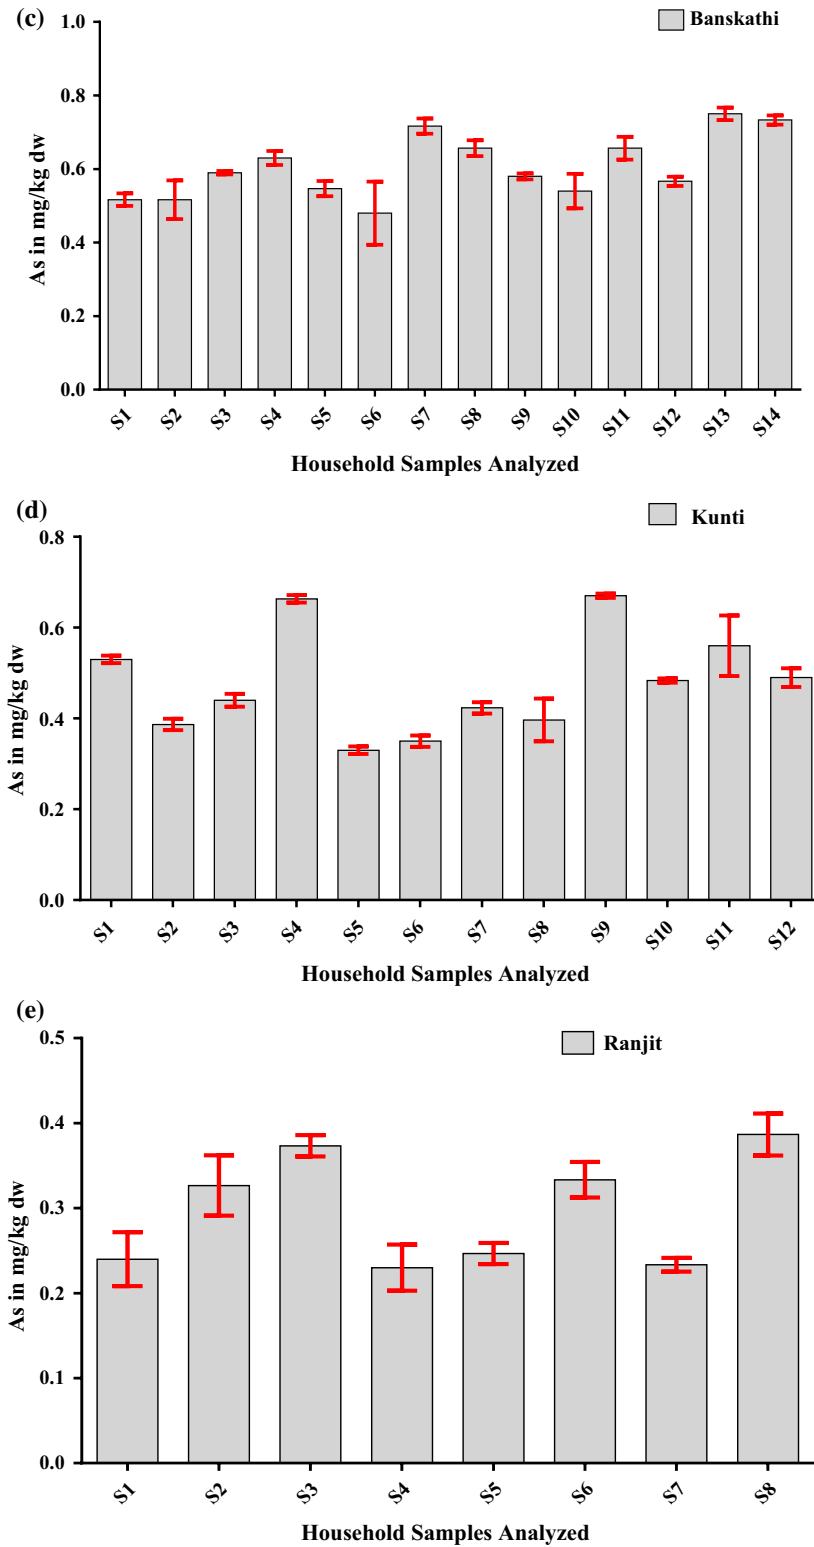 (c)
Banskathi
As in mg/kg dw
1.0
0.8
0.6
0.4
0.2
0.0
S1 S2 S3 S4 S5 S6 S7 S8 S9 S10 S11 S12 S13 S14
Household Samples Analyzed
(d)
Kunti
As in mg/kg dw
0.8
0.6
0.4
0.2
0.0
S1 S2 S3 S4 S5 S6 S7 S8 S9 S10 S11 S12
Household Samples Analyzed
(e)
Ranjit
As in mg/kg dw
0.5
0.4
0.3
0.2
0.1
0.0
S1 S2 S3 S4 S5 S6 S7 S8
Household Samples Analyzed